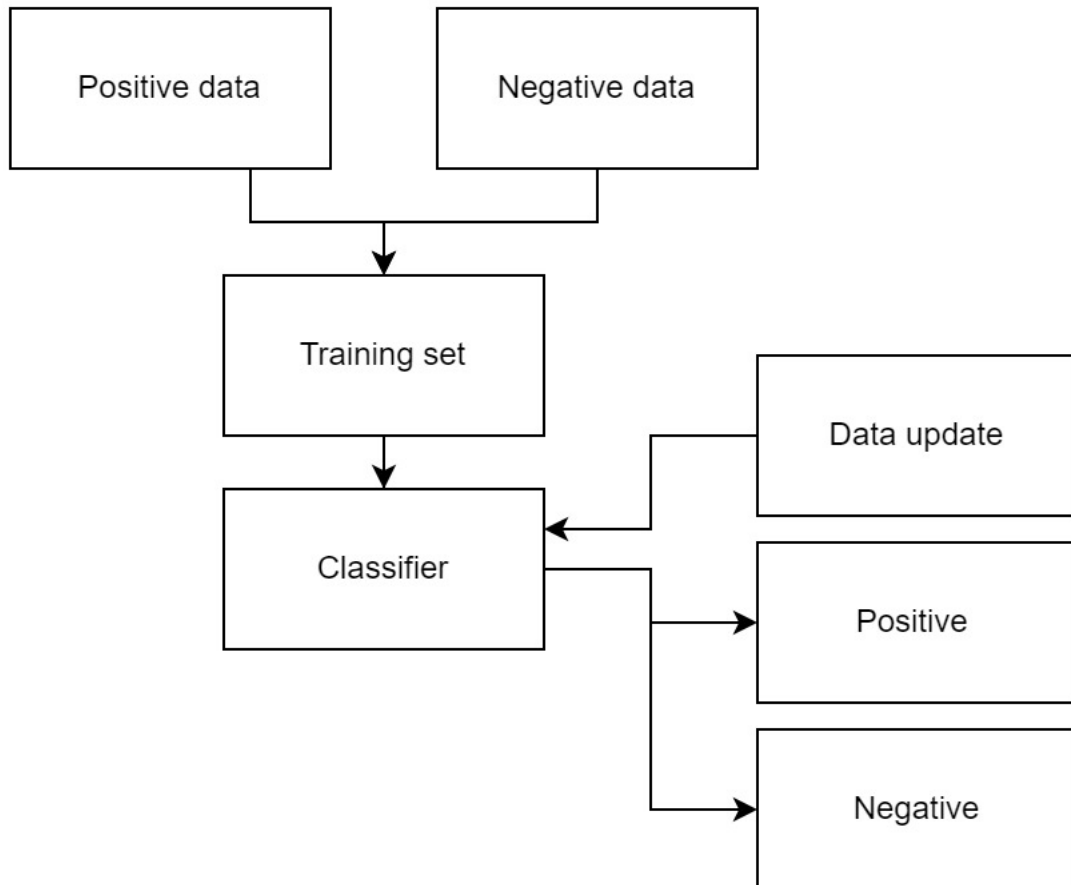 Positive data
Negative data
Training set
Data update
Classifier
Positive
Negative